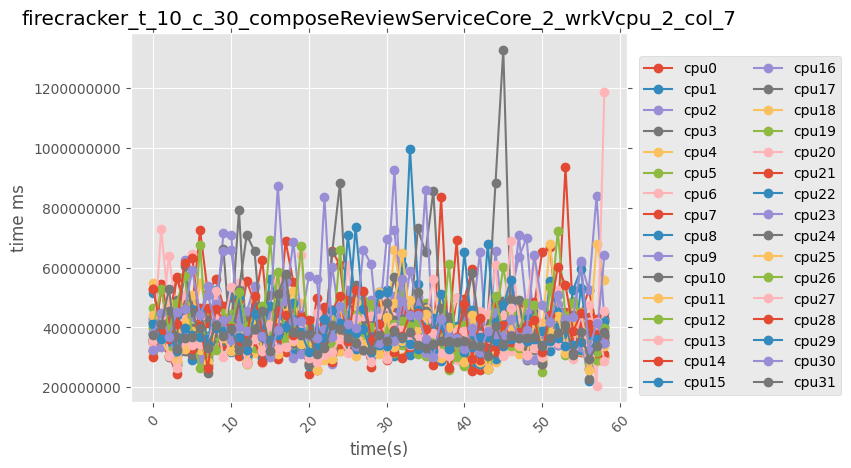 firecracker_t_10_c_30_composeReviewServiceCore_2_wrkVcpu_2_col_7
time ms
1200000000
1000000000
800000000
600000000
400000000
200000000
0
10
20
30
40
50
60
time(s)
cpu0
cpu1
cpu2
cpu3
cpu4
cpu5
cpu6
cpu7
cpu8
cpu9
cpu10
cpu11
cpu12
cpu13
cpu14
cpu15
cpu16
cpu17
cpu18
cpu19
cpu20
cpu21
cpu22
cpu23
cpu24
cpu25
cpu26
cpu27
cpu28
cpu29
cpu30
cpu31